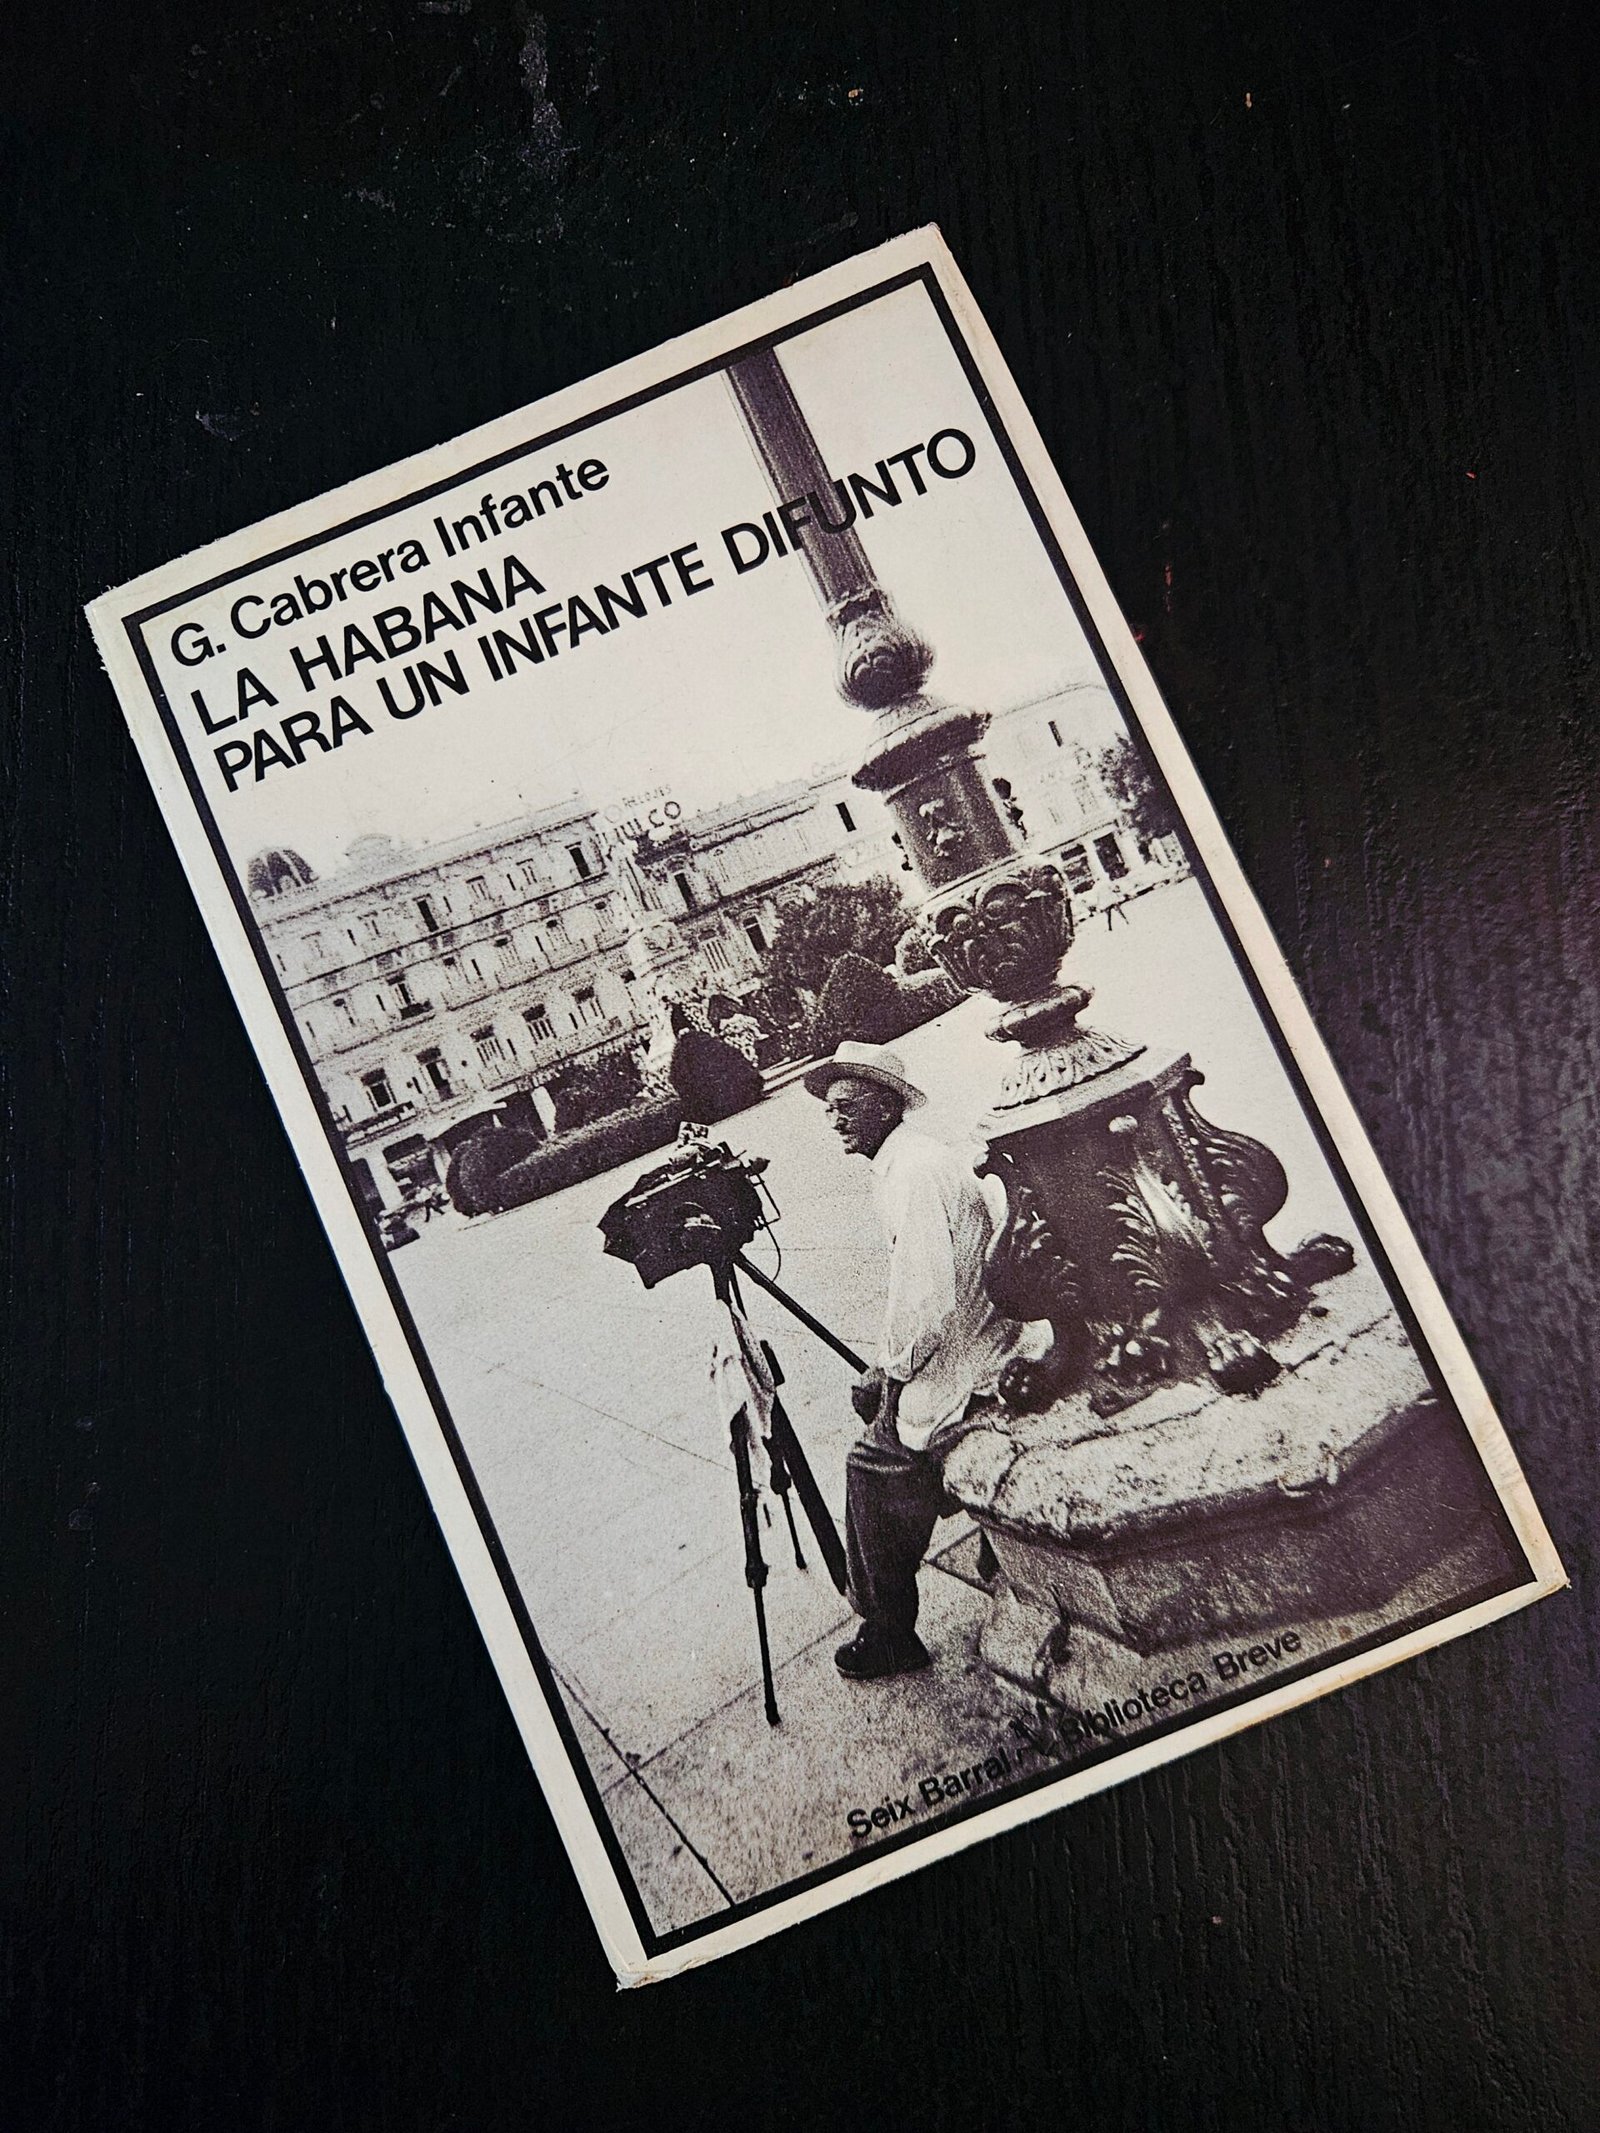 G. Cabrera Infante
LA HABANA
PARA UN INFANTE DIFUNTO
Seix Barral Biblioteca Breve